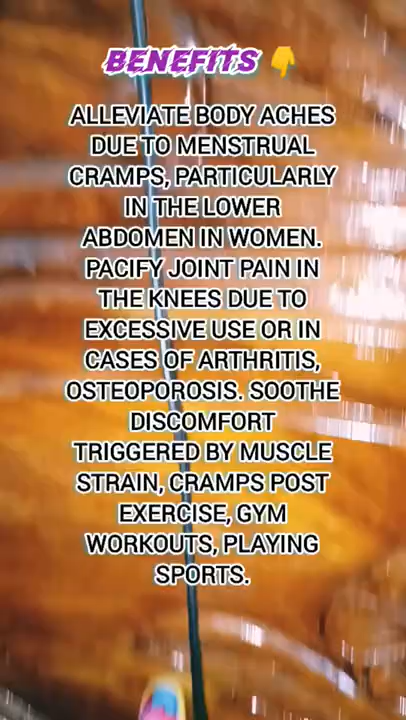 BENEFITS 👇
ALLEVIATE BODY ACHES
DUE TO MENSTRUAL
CRAMPS, PARTICULARLY
IN THE LOWER
ABDOMEN IN WOMEN.
PACIFY JOINT PAIN IN
THE KNEES DUE TO
EXCESSIVE USE OR IN
CASES OF ARTHRITIS,
OSTEOPOROSIS. SOOTHE
DISCOMFORT
TRIGGERED BY MUSCLE
STRAIN, CRAMPS POST
EXERCISE, GYM
WORKOUTS, PLAYING
SPORTS.